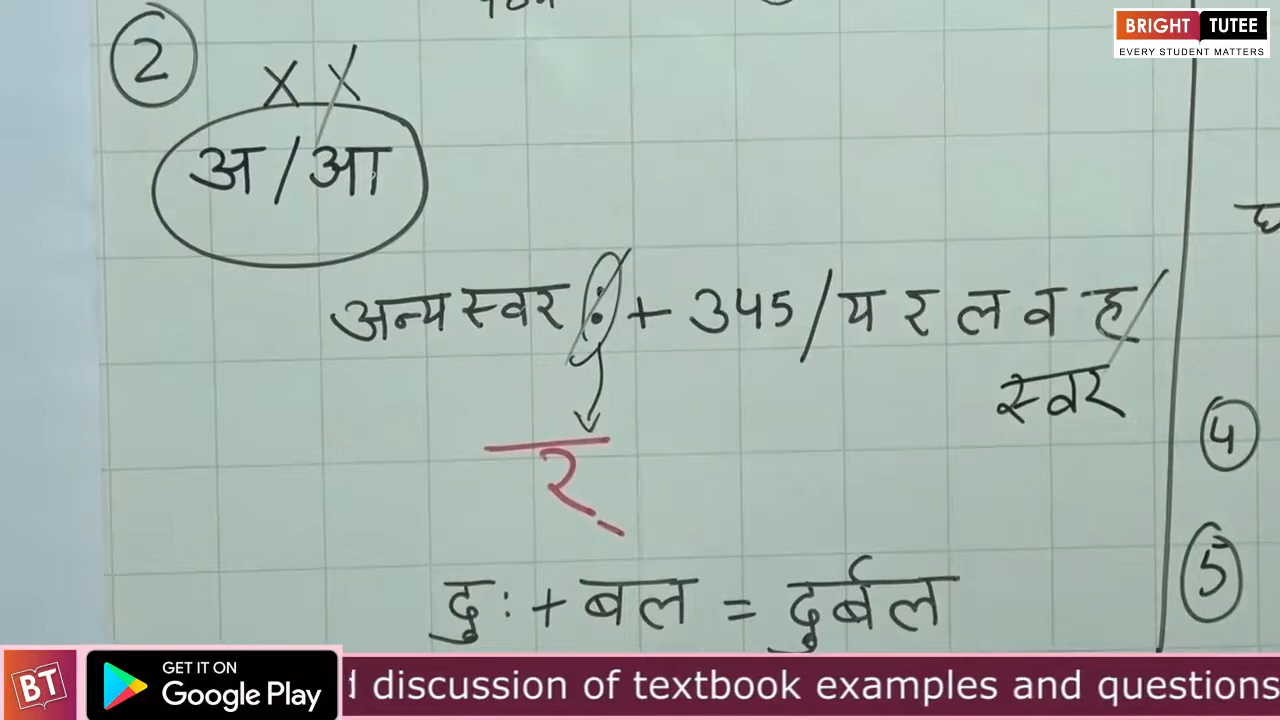 BRIGHT TUTEE
EVERY STUDENT MATTERS
2
X X
अ / आ
अन्य स्वर : + 345 / य र ल व ह /
स्वर
र्
4
5
दुः + बल = दुर्बल
BT
GET IT ON
Google Play
discussion of textbook examples and questions